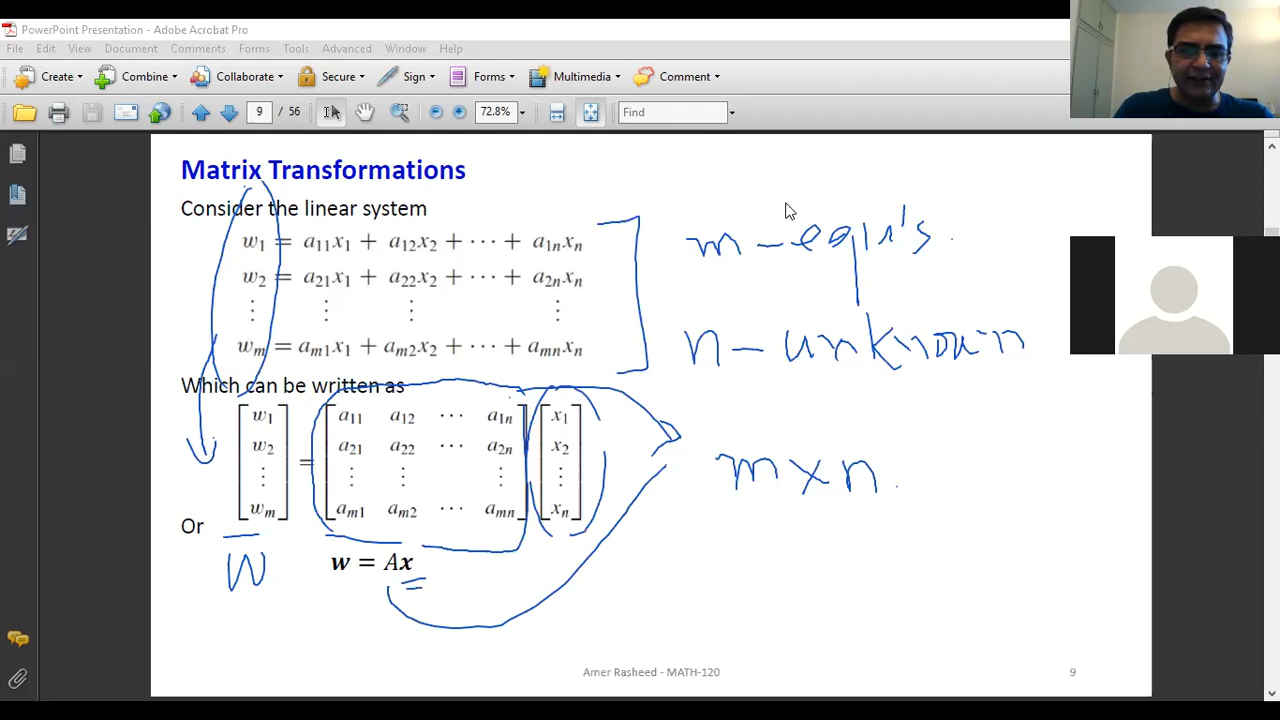 PowerPoint Presentation - Adobe Acrobat Pro
File Edit View Document Comments Forms Tools Advanced Window Help
Create Combine Collaborate Secure Sign Forms Multimedia Comment
9 / 56 72.8% Find
Matrix Transformations
Consider the linear system
w₁ = a₁₁x₁ + a₁₂x₂ + ⋯ + a₁ₙxₙ
w₂ = a₂₁x₁ + a₂₂x₂ + ⋯ + a₂ₙxₙ
⋮ ⋮ ⋮ ⋮
wₘ = aₘ₁x₁ + aₘ₂x₂ + ⋯ + aₘₙxₙ
m - eqn's.
n - unknown
Which can be written as
[w₁] [a₁₁ a₁₂ ⋯ a₁ₙ] [x₁]
[w₂] [a₂₁ a₂₂ ⋯ a₂ₙ] [x₂]
[⋮] = [⋮ ⋮ ⋮] [⋮]
[wₘ] [aₘ₁ aₘ₂ ⋯ aₘₙ] [xₙ]
m x n.
Or
W
w = Ax
Amer Rasheed - MATH-120
9